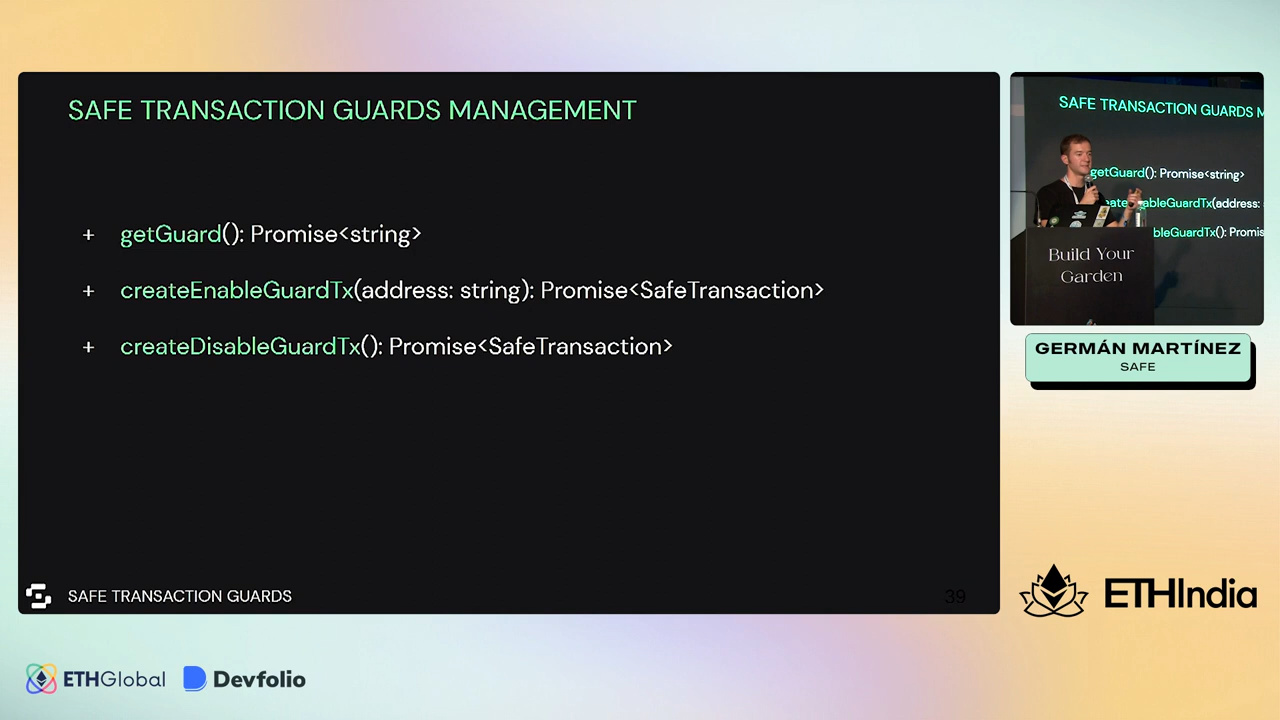 SAFE TRANSACTION GUARDS MANAGEMENT
+ getGuard(): Promise<string>
+ createEnableGuardTx(address: string): Promise<SafeTransaction>
+ createDisableGuardTx(): Promise<SafeTransaction>
SAFE TRANSACTION GUARDS
39
SAFE TRANSACTION GUARDS M
getGuard(): Promise<string>
ableGuardTx(address:
bleGuardTx(): Promis
Build Your
Garden
GERMÁN MARTÍNEZ
SAFE
ETHIndia
ETHGlobal
Devfolio